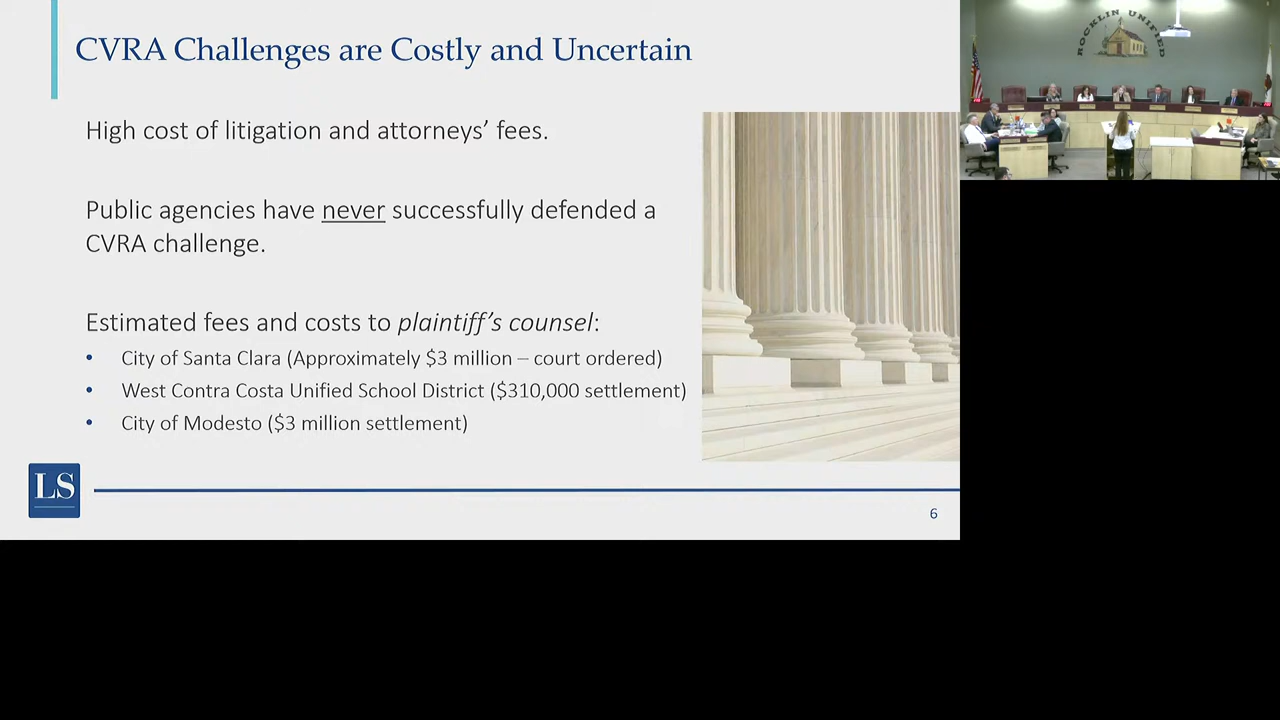 CVRA Challenges are Costly and Uncertain
High cost of litigation and attorneys’ fees.
Public agencies have never successfully defended a
CVRA challenge.
Estimated fees and costs to plaintiff’s counsel:
• City of Santa Clara (Approximately $3 million – court ordered)
• West Contra Costa Unified School District ($310,000 settlement)
• City of Modesto ($3 million settlement)
LS
6
ROCKLIN UNIFIED